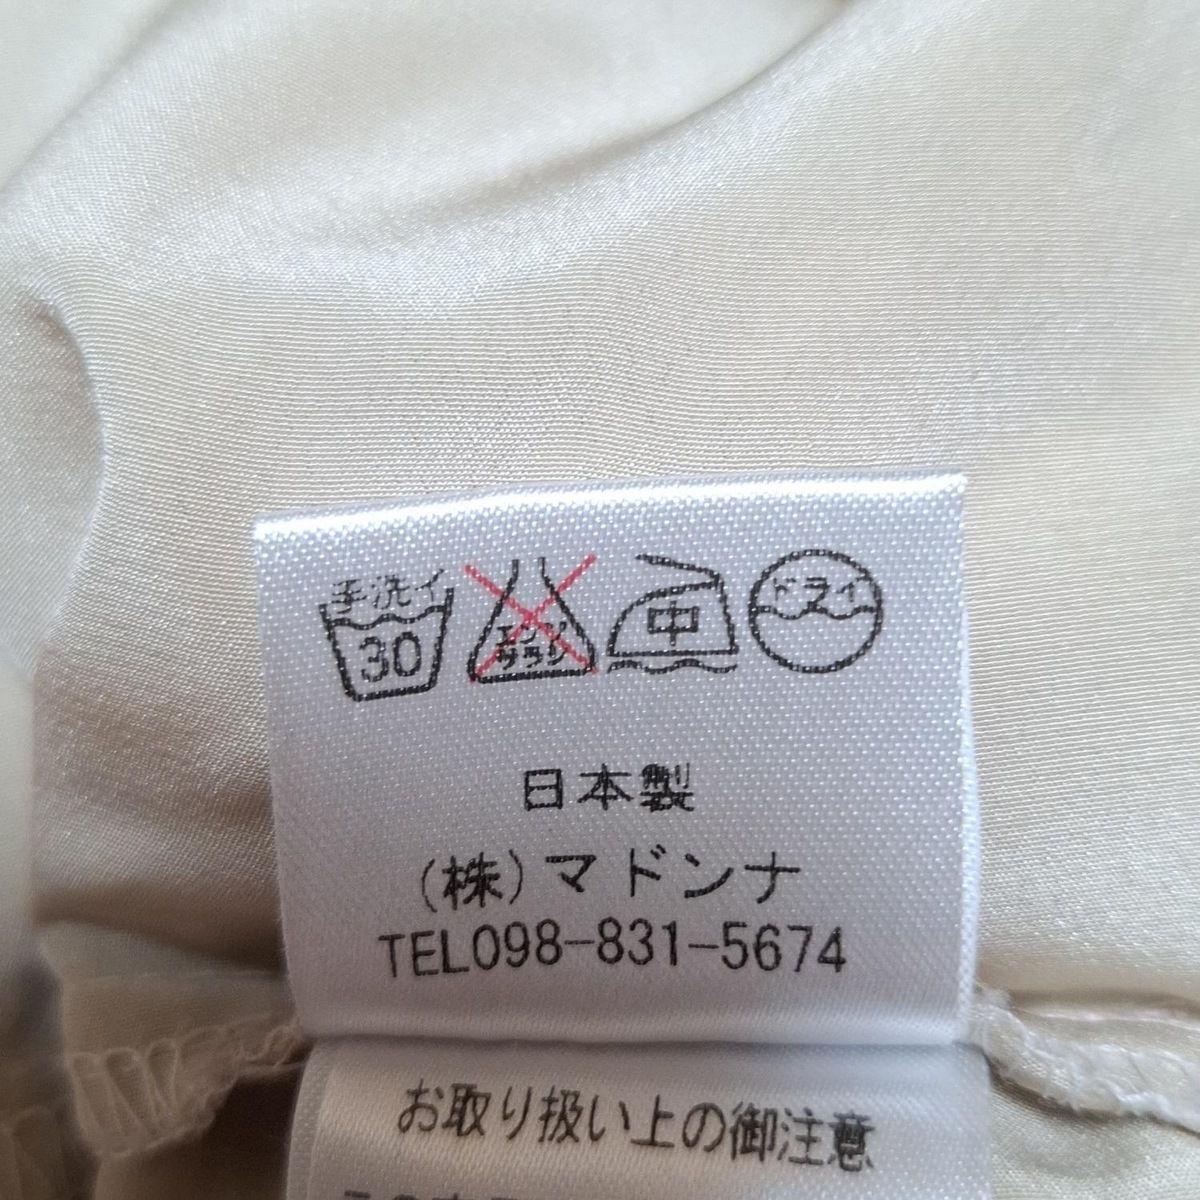 手洗イ
30
エンソ
サラシ
中
ドライ
日本製
(株)マドンナ
TEL098-831-5674
お取り扱い上の御注意